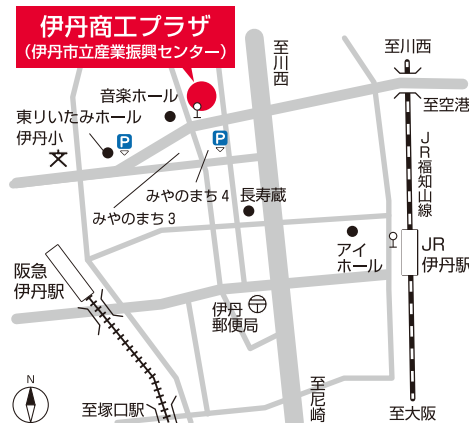 伊丹商工プラザ
（伊丹市立産業振興センター）
至川西
至川西
音楽ホール
至空港
東リいたみホール
伊丹小
P
P
JR福知山線
みやのまち4
長寿蔵
みやのまち3
アイ
ホール
JR
伊丹駅
阪急
伊丹駅
伊丹
郵便局
N
至塚口駅
至尼崎
至大阪